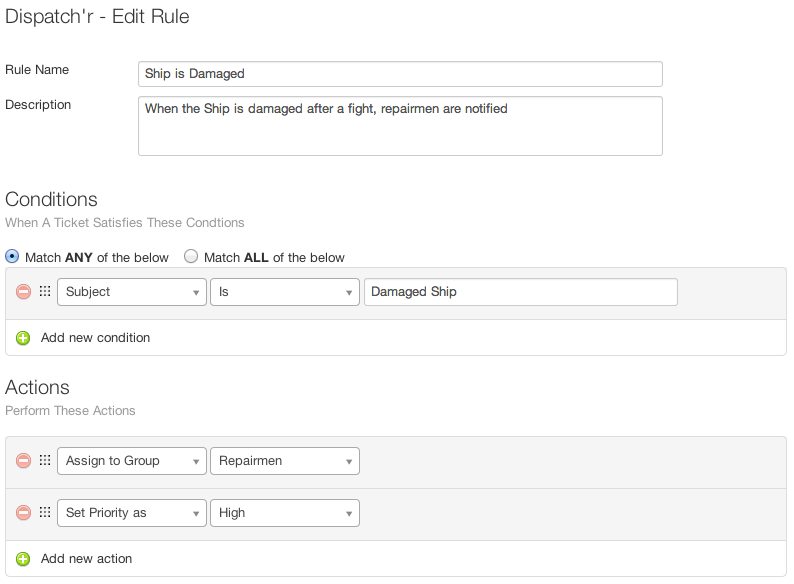 Dispatch'r - Edit Rule
Rule Name
Ship is Damaged
Description
When the Ship is damaged after a fight, repairmen are notified
Conditions
When A Ticket Satisfies These Condtions
Match ANY of the below Match ALL of the below
Subject Is Damaged Ship
Add new condition
Actions
Perform These Actions
Assign to Group Repairmen
Set Priority as High
Add new action